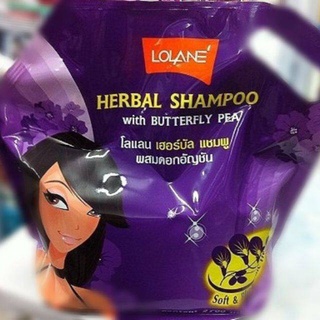 LOLANE
HERBAL SHAMPOO
with BUTTERFLY PEA
โลแลน เฮอร์บัล แชมพู
ผสมดอกอัญชัน
Soft &